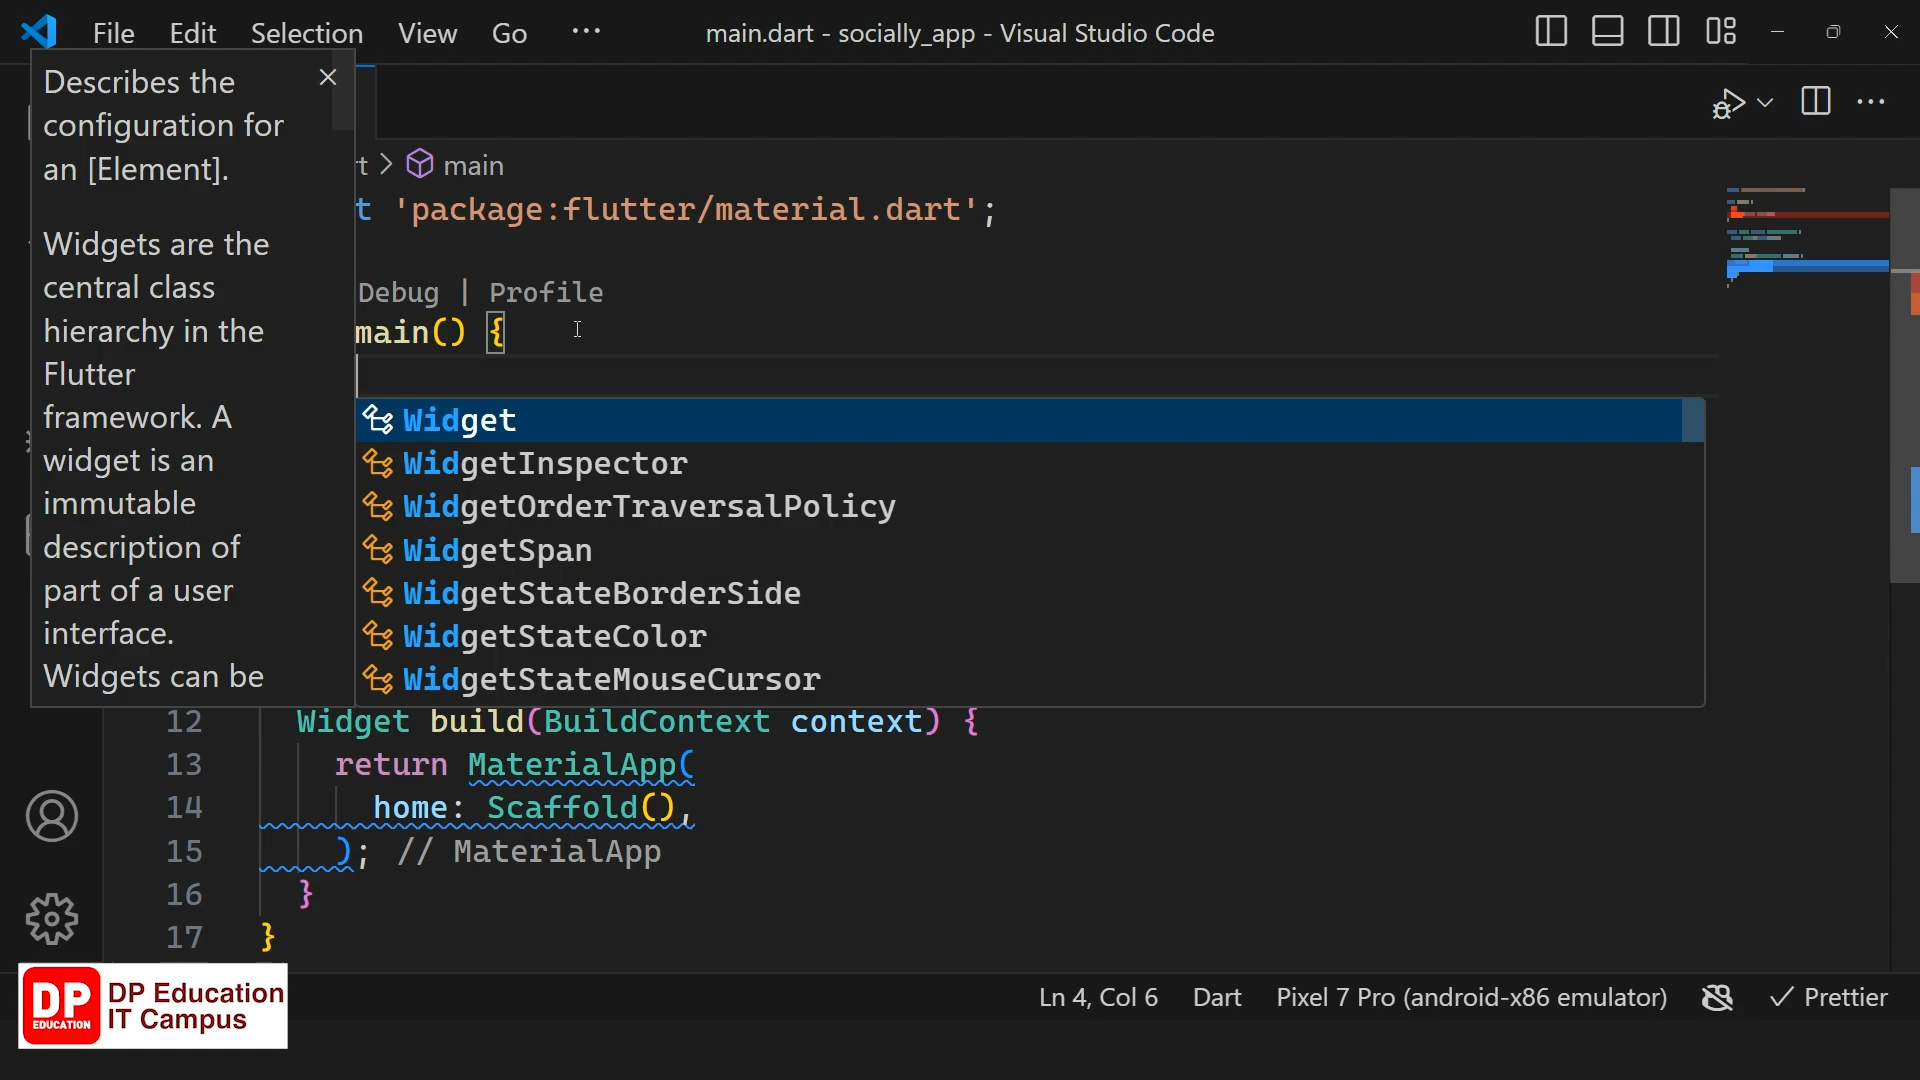 File Edit Selection View Go ··· main.dart - socially_app - Visual Studio Code
Describes the
configuration for
an [Element].
Widgets are the
central class
hierarchy in the
Flutter
framework. A
widget is an
immutable
description of
part of a user
interface.
Widgets can be
t > main
t 'package:flutter/material.dart';
Debug | Profile
main() {
Widget
WidgetInspector
WidgetOrderTraversalPolicy
WidgetSpan
WidgetStateBorderSide
WidgetStateColor
WidgetStateMouseCursor
12 Widget build(BuildContext context) {
13 return MaterialApp(
14 home: Scaffold(),
15 ); // MaterialApp
16 }
17 }
DP EDUCATION
DP Education
IT Campus
Ln 4, Col 6 Dart Pixel 7 Pro (android-x86 emulator) Prettier